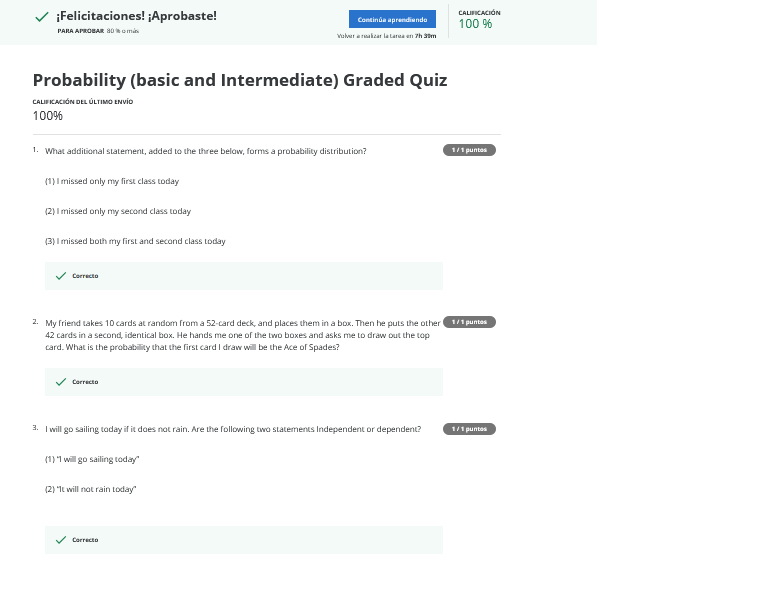 ¡Felicitaciones! ¡Aprobaste!
PARA APROBAR 80 % o más
Continúa aprendiendo
Volver a realizar la tarea en 7h 39m
CALIFICACIÓN
100 %
Probability (basic and Intermediate) Graded Quiz
CALIFICACIÓN DEL ÚLTIMO ENVÍO
100%
1. What additional statement, added to the three below, forms a probability distribution?
1 / 1 puntos
(1) I missed only my first class today
(2) I missed only my second class today
(3) I missed both my first and second class today
Correcto
2. My friend takes 10 cards at random from a 52-card deck, and places them in a box. Then he puts the other
1 / 1 puntos
42 cards in a second, identical box. He hands me one of the two boxes and asks me to draw out the top
card. What is the probability that the first card I draw will be the Ace of Spades?
Correcto
3. I will go sailing today if it does not rain. Are the following two statements Independent or dependent?
1 / 1 puntos
(1) “I will go sailing today”
(2) “It will not rain today”
Correcto